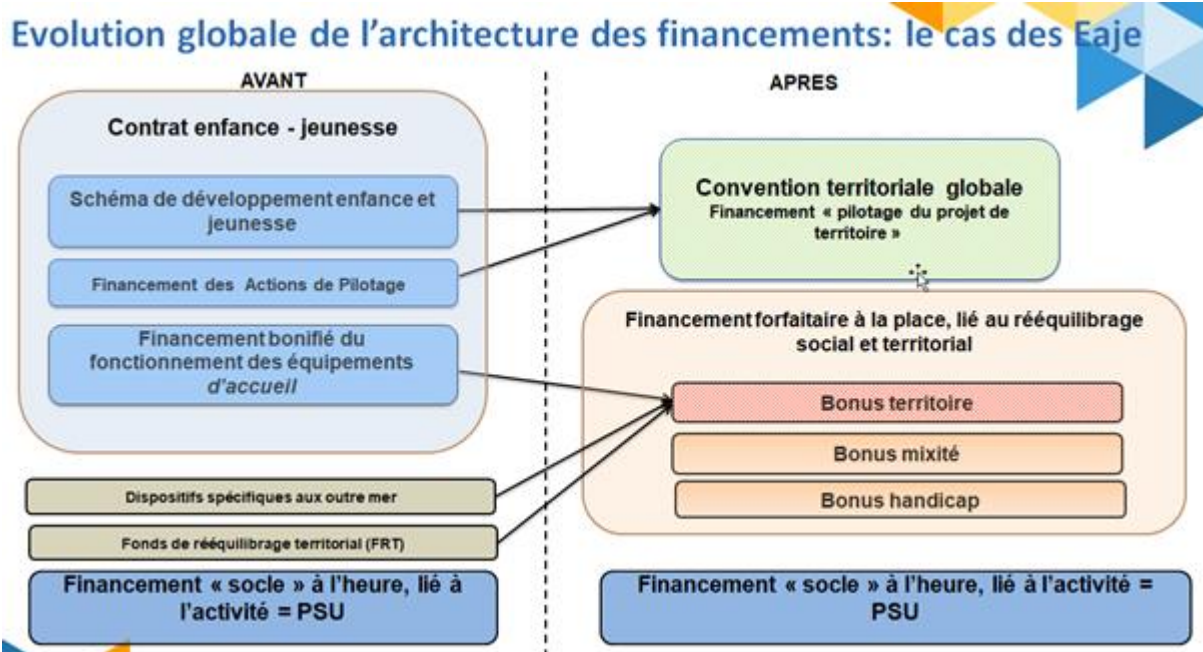 Evolution globale de l'architecture des financements: le cas des Eaje
AVANT
Contrat enfance - jeunesse
Schéma de développement enfance et
jeunesse
Financement des Actions de Pilotage
Financement bonifié du
fonctionnement des équipements
d'accueil
Dispositifs spécifiques aux outre mer
Fonds de rééquilibrage territorial (FRT)
Financement « socle » à l'heure, lié à
l'activité = PSU
APRES
Convention territoriale globale
Financement « pilotage du projet de
territoire »
Financement forfaitaire à la place, lié au rééquilibrage
social et territorial
Bonus territoire
Bonus mixité
Bonus handicap
Financement « socle » à l'heure, lié à l'activité =
PSU